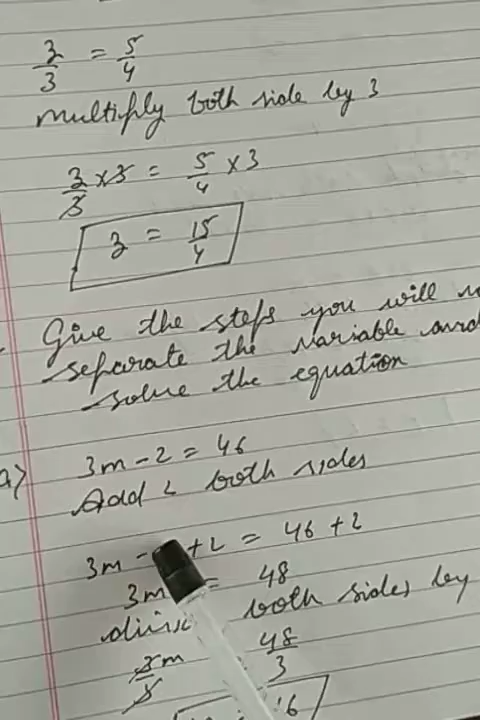 z/3 = 5/4
multiply both side by 3
z/3 × 3 = 5/4 × 3
z = 15/4
Give the steps you will
separate the variable and
solve the equation
a) 3m - 2 = 46
Add 2 both sides
3m - + 2 = 46 + 2
3m = 48
both sides by
3m/3 48/3
16